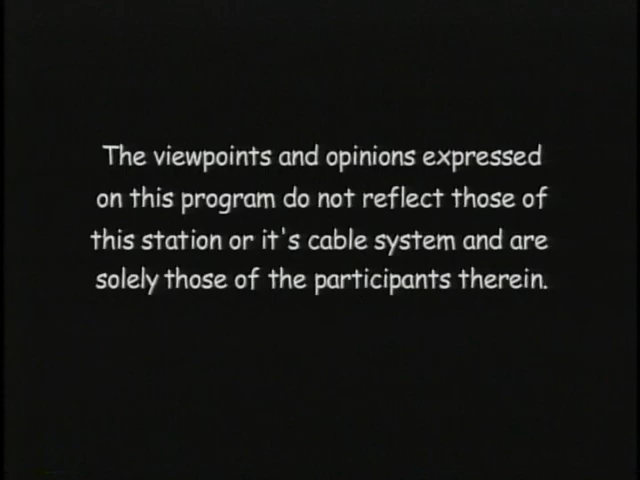 The viewpoints and opinions expressed
on this program do not reflect those of
this station or it's cable system and are
solely those of the participants therein.